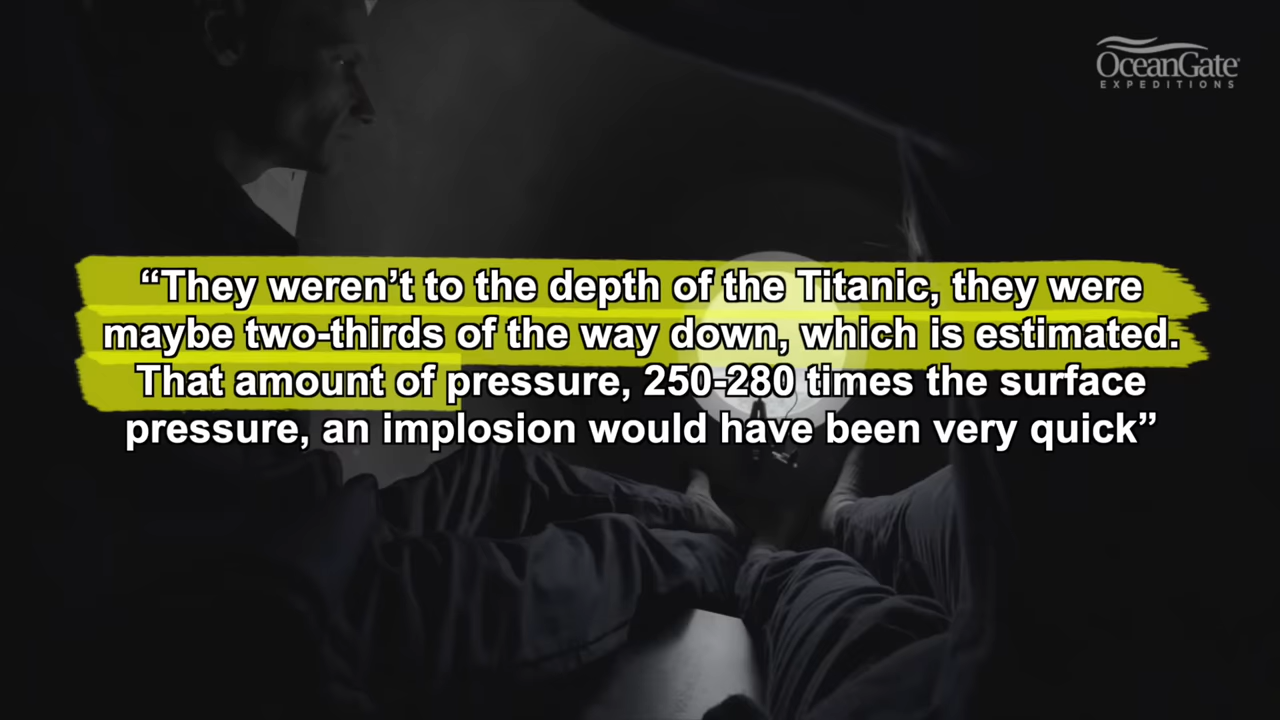 OceanGate
EXPEDITIONS
“They weren’t to the depth of the Titanic, they were
maybe two-thirds of the way down, which is estimated.
That amount of pressure, 250-280 times the surface
pressure, an implosion would have been very quick”